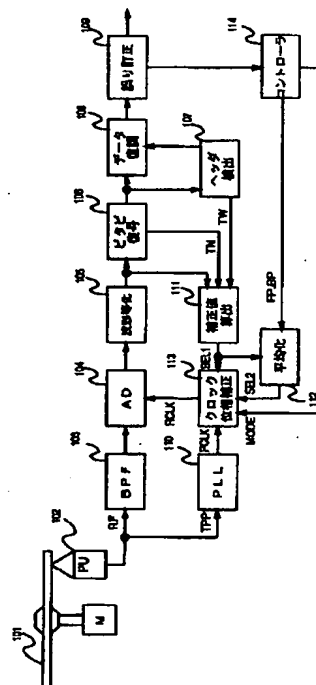 101
M
102
PU
RF
TPP
103
BPF
110
PLL
PCLK
104
AD
RCLK
113
クロック
位相補正
MODE
105
波形等化
111
補正値
算出
SEL1
SEL2
112
平均化
106
ビタビ
復号
TN
TW
107
ヘッダ
検出
108
データ
復調
109
誤り訂正
114
コントローラ